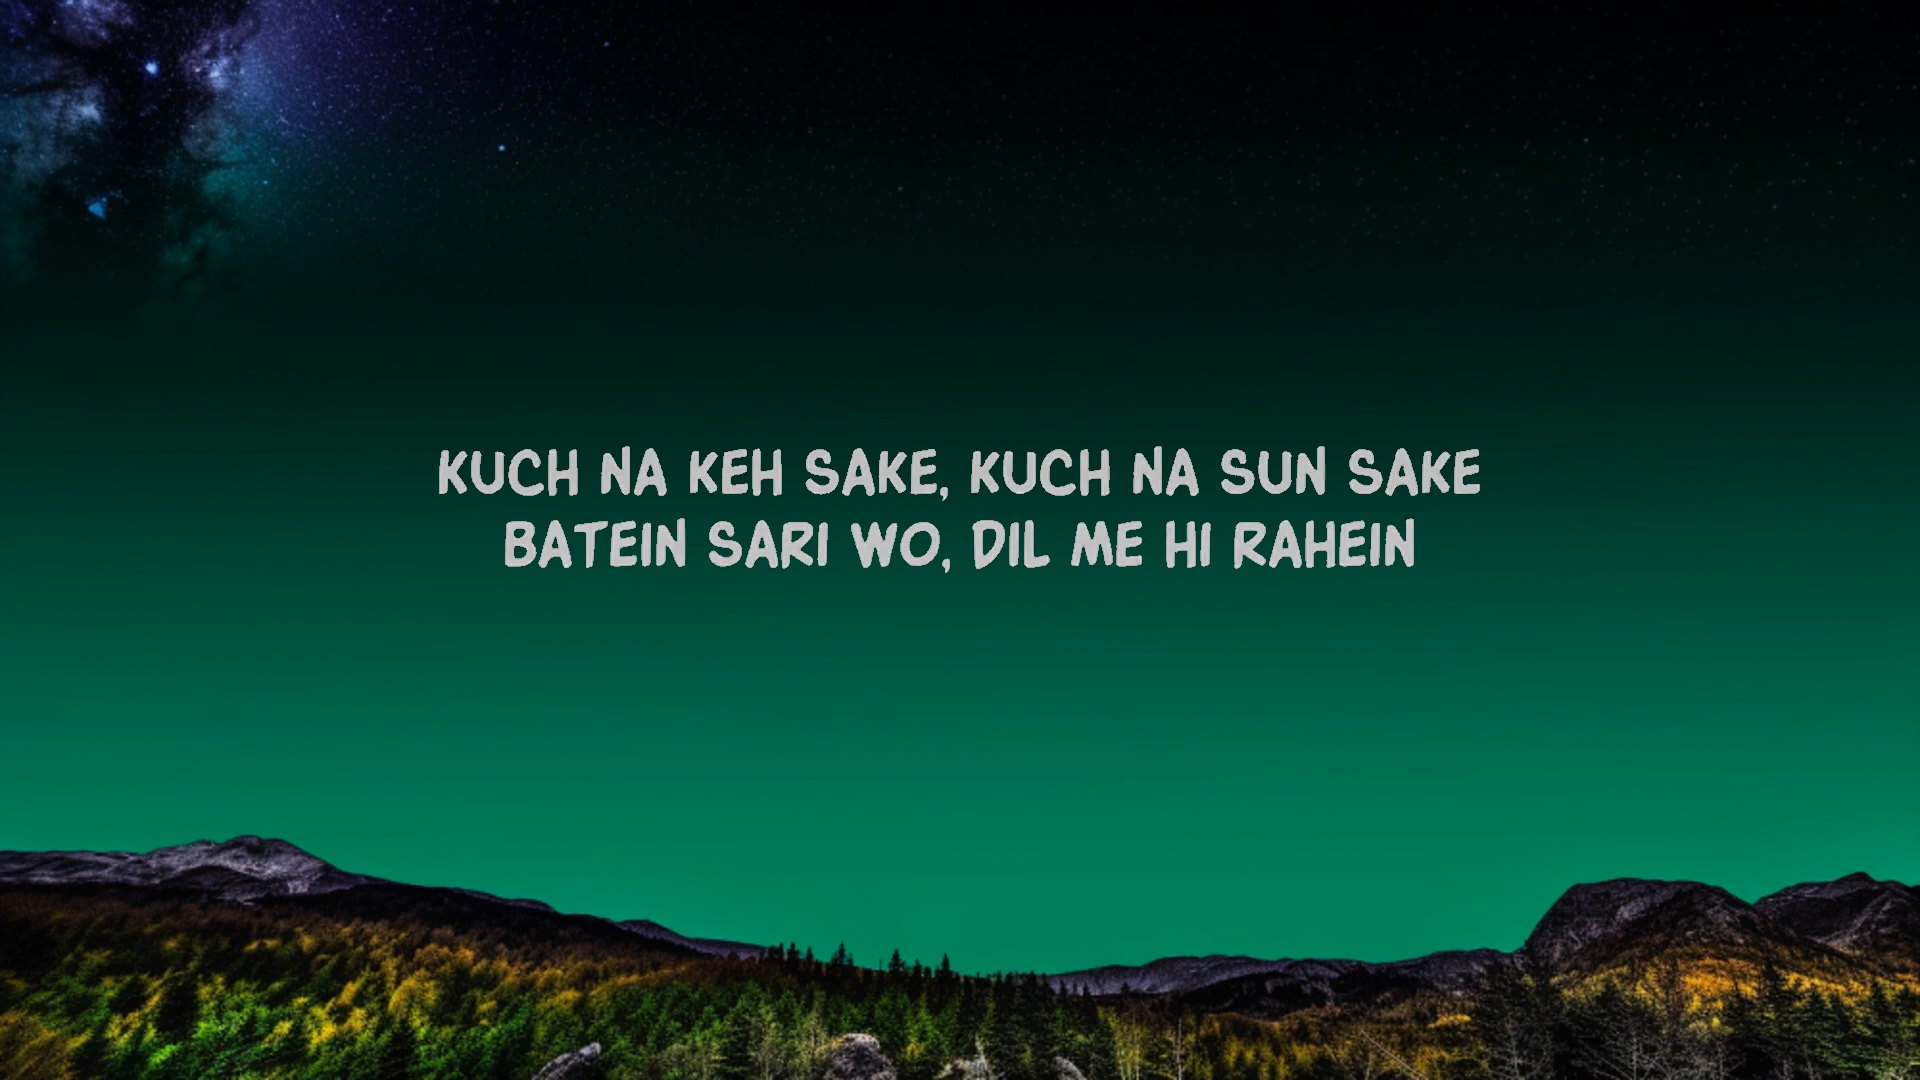 KUCH NA KEH SAKE, KUCH NA SUN SAKE
BATEIN SARI WO, DIL ME HI RAHEIN